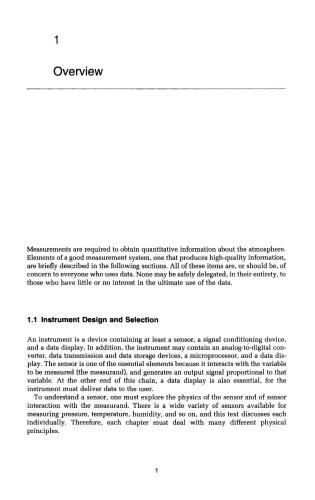 1
Overview
Measurements are required to obtain quantitative information about the atmosphere.
Elements of a good measurement system, one that produces high-quality information,
are briefly described in the following sections. All of these items are, or should be, of
concern to everyone who uses data. None may be safely delegated, in their entirety, to
those who have little or no interest in the ultimate use of the data.
1.1 Instrument Design and Selection
An instrument is a device containing at least a sensor, a signal conditioning device,
and a data display. In addition, the instrument may contain an analog-to-digital con-
verter, data transmission and data storage devices, a microprocessor, and a data dis-
play. The sensor is one of the essential elements because it interacts with the variable
to be measured (the measurand), and generates an output signal proportional to that
variable. At the other end of this chain, a data display is also essential, for the
instrument must deliver data to the user.
To understand a sensor, one must explore the physics of the sensor and of sensor
interaction with the measurand. There is a wide variety of sensors available for
measuring pressure, temperature, humidity, and so on, and this text discusses each
individually. Therefore, each chapter must deal with many different physical
principles.
1